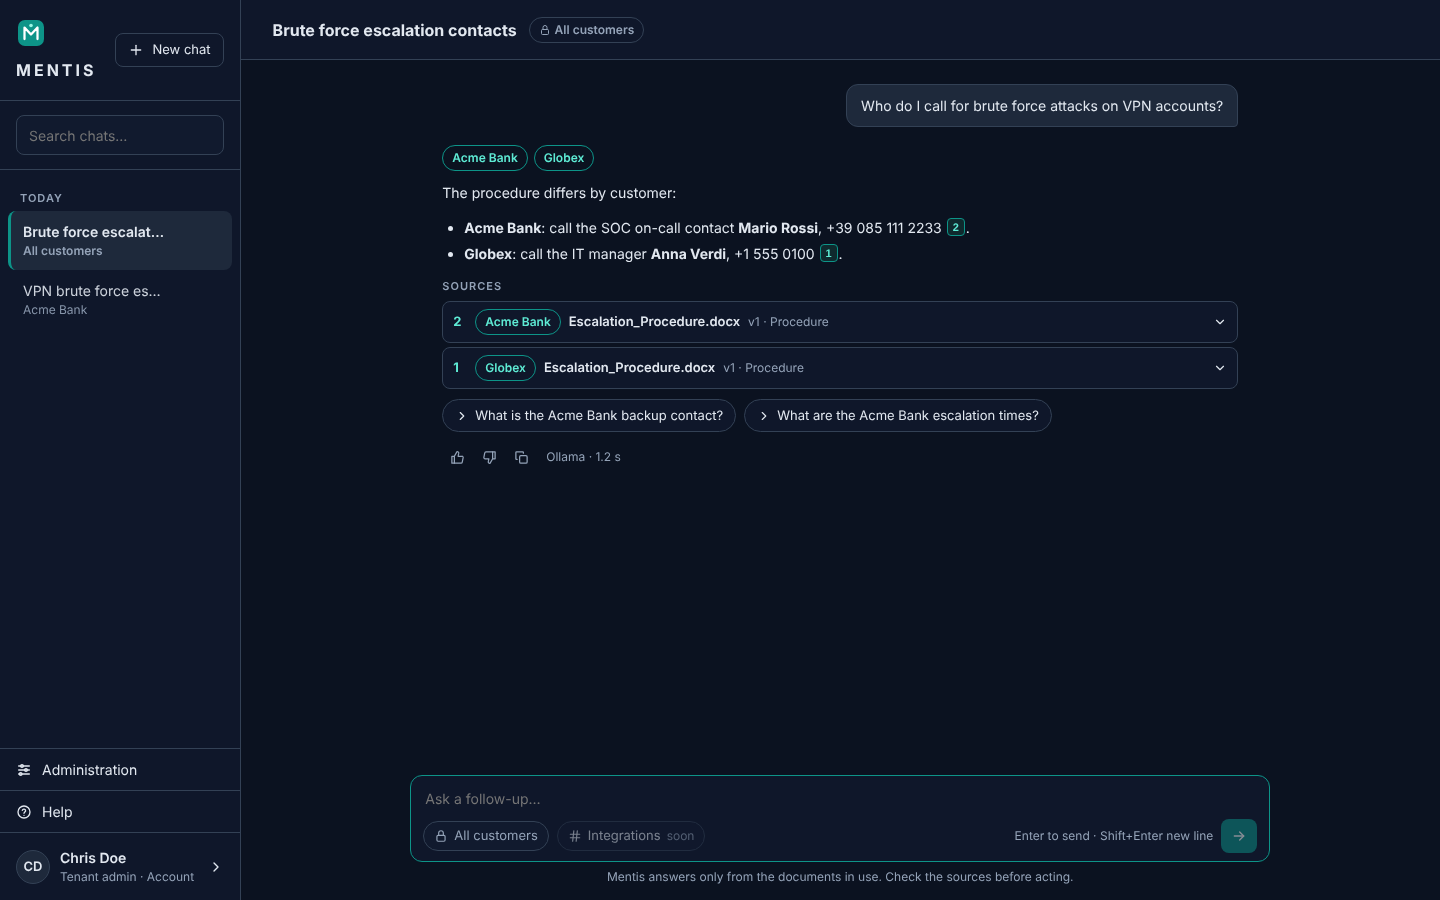 MENTIS
New chat
Search chats...
TODAY
Brute force escalat...
All customers
VPN brute force es...
Acme Bank
Administration
Help
CD
Chris Doe
Tenant admin · Account
Brute force escalation contacts
All customers
Who do I call for brute force attacks on VPN accounts?
Acme Bank Globex
The procedure differs by customer:
• Acme Bank: call the SOC on-call contact Mario Rossi, +39 085 111 2233 2.
• Globex: call the IT manager Anna Verdi, +1 555 0100 1.
SOURCES
2 Acme Bank Escalation_Procedure.docx v1 · Procedure
1 Globex Escalation_Procedure.docx v1 · Procedure
What is the Acme Bank backup contact? What are the Acme Bank escalation times?
Ollama · 1.2 s
Ask a follow-up...
All customers # Integrations soon Enter to send · Shift+Enter new line
Mentis answers only from the documents in use. Check the sources before acting.